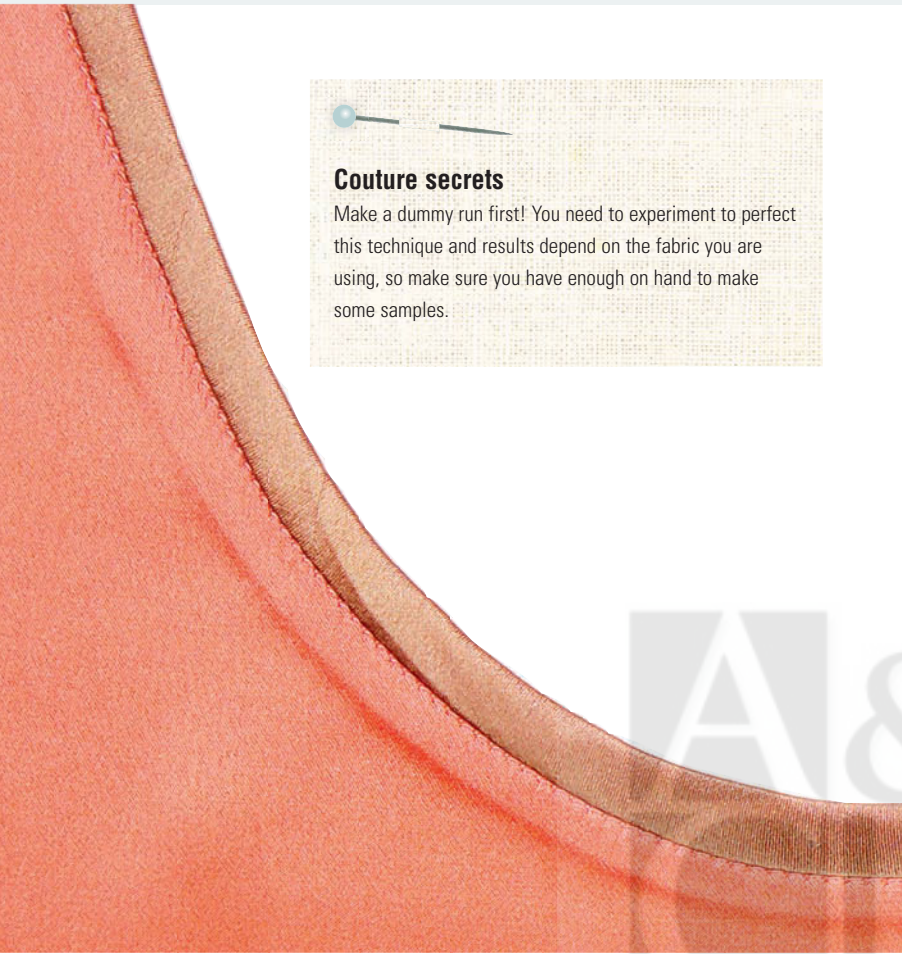 Couture secrets
Make a dummy run first! You need to experiment to perfect
this technique and results depend on the fabric you are
using, so make sure you have enough on hand to make
some samples.
A&